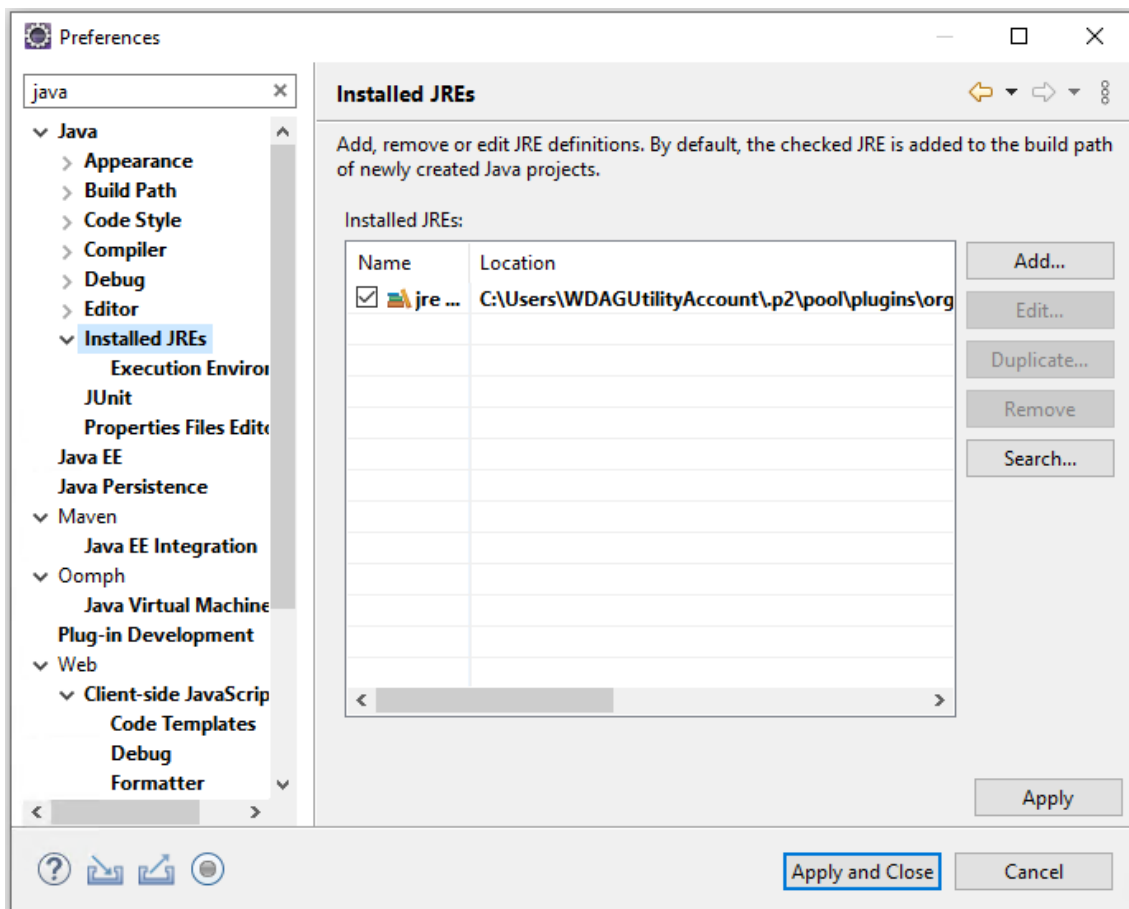 Preferences
java
Installed JREs
Java
Appearance
Build Path
Code Style
Compiler
Debug
Editor
Installed JREs
Execution Enviro
JUnit
Properties Files Edit
Java EE
Java Persistence
Maven
Java EE Integration
Oomph
Java Virtual Machine
Plug-in Development
Web
Client-side JavaScrip
Code Templates
Debug
Formatter
Add, remove or edit JRE definitions. By default, the checked JRE is added to the build path
of newly created Java projects.
Installed JREs:
Name Location
jre ... C:\Users\WDAGUtilityAccount\.p2\pool\plugins\org
Add...
Edit...
Duplicate...
Remove
Search...
Apply
? Apply and Close Cancel